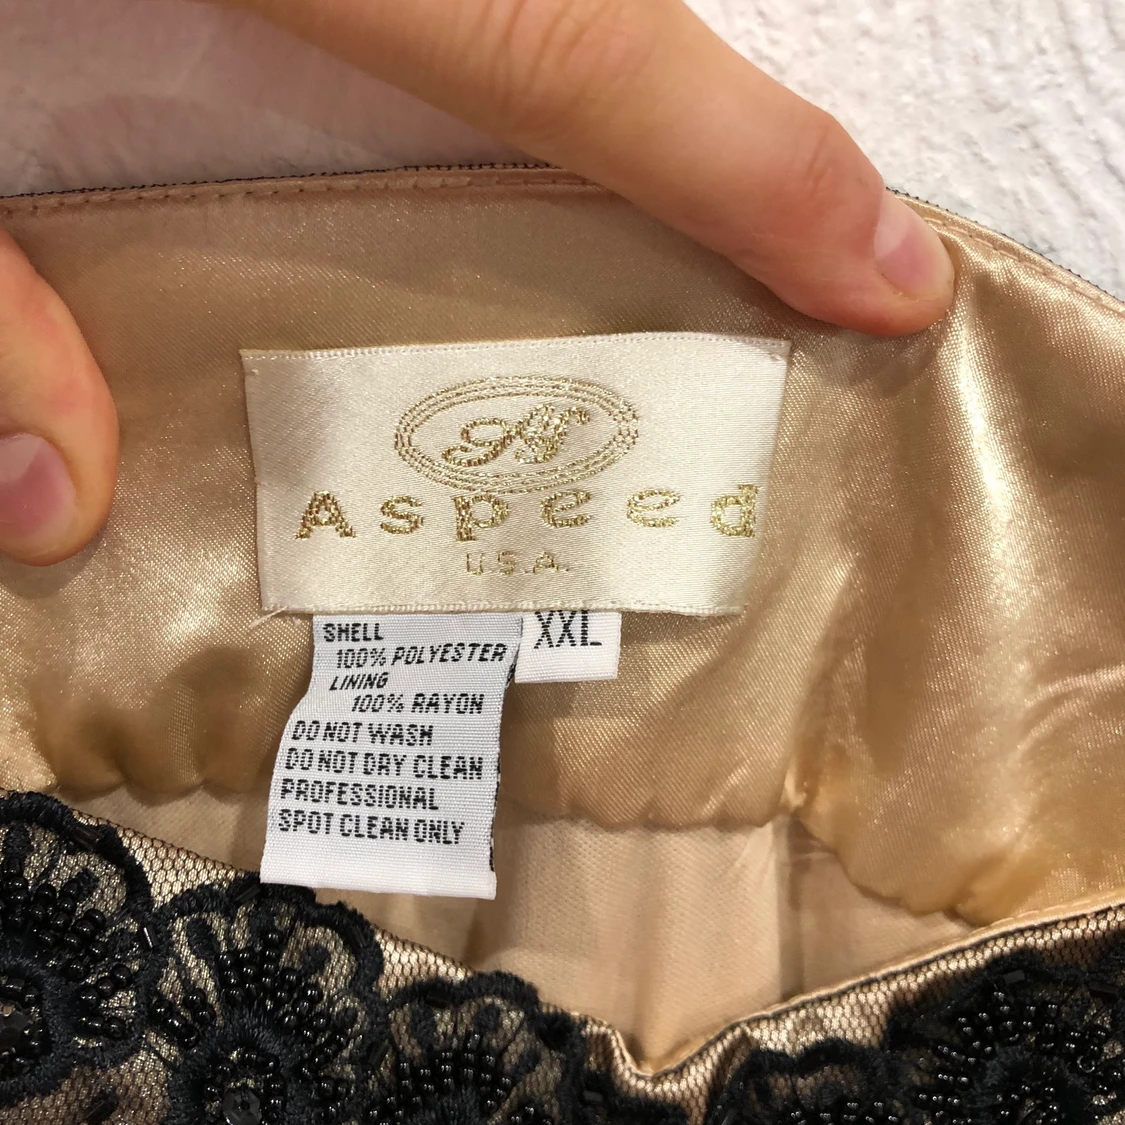 Aspeed
U.S.A.
XXL
SHELL
100% POLYESTER
LINING
100% RAYON
DO NOT WASH
DO NOT DRY CLEAN
PROFESSIONAL
SPOT CLEAN ONLY